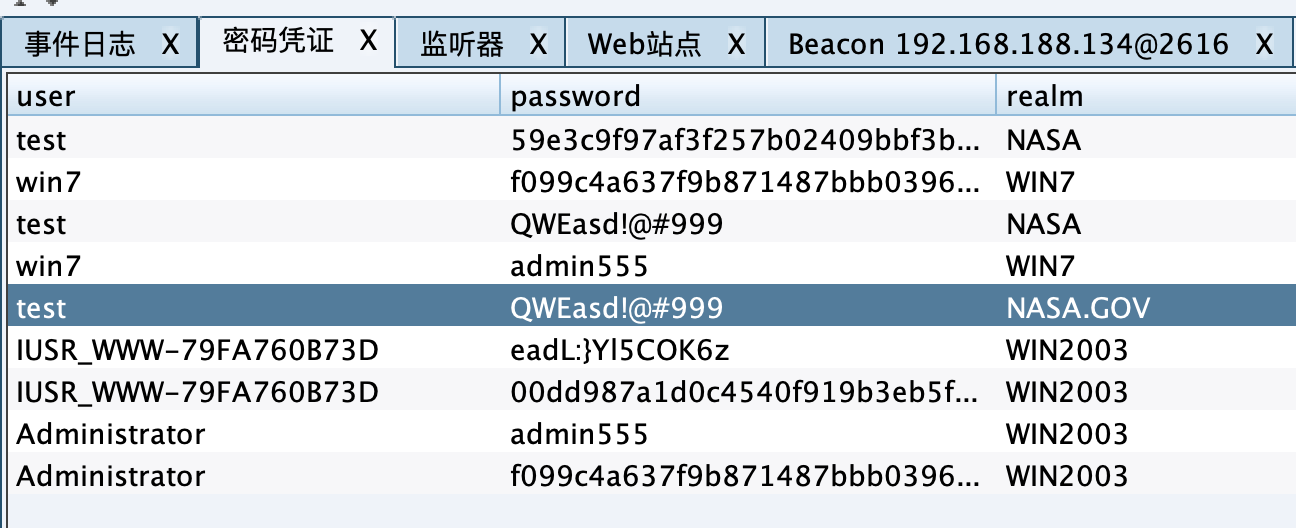 事件日志 X 密码凭证 X 监听器 X Web站点 X Beacon 192.168.188.134@2616 X
user password realm
test 59e3c9f97af3f257b02409bbf3b... NASA
win7 f099c4a637f9b871487bbb0396... WIN7
test QWEasd!@#999 NASA
win7 admin555 WIN7
test QWEasd!@#999 NASA.GOV
IUSR_WWW-79FA760B73D eadL:}Yl5COK6z WIN2003
IUSR_WWW-79FA760B73D 00dd987a1d0c4540f919b3eb5f... WIN2003
Administrator admin555 WIN2003
Administrator f099c4a637f9b871487bbb0396... WIN2003